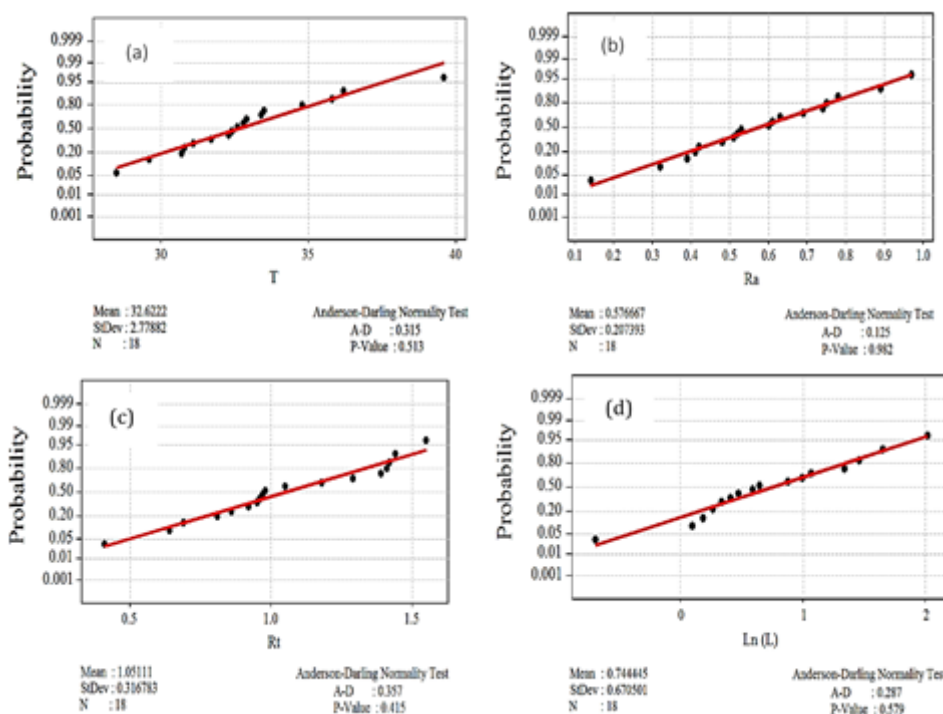 (a)
Probability
0.999
0.99
0.95
0.80
0.50
0.20
0.05
0.01
0.001
30
35
40
T
Mean : 32.6222
StDev : 2.77882
N : 18
Anderson-Darling Normality Test
A-D : 0.315
P-Value : 0.513
(b)
Probability
0.999
0.99
0.95
0.80
0.50
0.20
0.05
0.01
0.001
0.1
0.2
0.3
0.4
0.5
0.6
0.7
0.8
0.9
1.0
Ra
Mean : 0.576667
StDev : 0.207393
N : 18
Anderson-Darling Normality Test
A-D : 0.125
P-Value : 0.982
(c)
Probability
0.999
0.99
0.95
0.80
0.50
0.20
0.05
0.01
0.001
0.5
1.0
1.5
Rt
Mean : 1.05111
StDev : 0.316783
N : 18
Anderson-Darling Normality Test
A-D : 0.357
P-Value : 0.415
(d)
Probability
0.999
0.99
0.95
0.80
0.50
0.20
0.05
0.01
0.001
0
1
2
Ln (L)
Mean : 0.744445
StDev : 0.670501
N : 18
Anderson-Darling Normality Test
A-D : 0.287
P-Value : 0.579